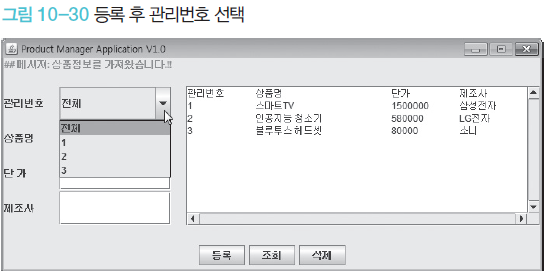 그림 10-30 등록 후 관리번호 선택
Product Manager Application V1.0
## 메시지: 상품정보를 가져왔습니다.!!
관리번호 전체
전체
1
2
3
상품명
단 가
제조사
관리번호 상품명 단가 제조사
1 스마트TV 1500000 삼성전자
2 인공지능 청소기 580000 LG전자
3 블루투스 헤드셋 80000 소니
등록 조회 삭제